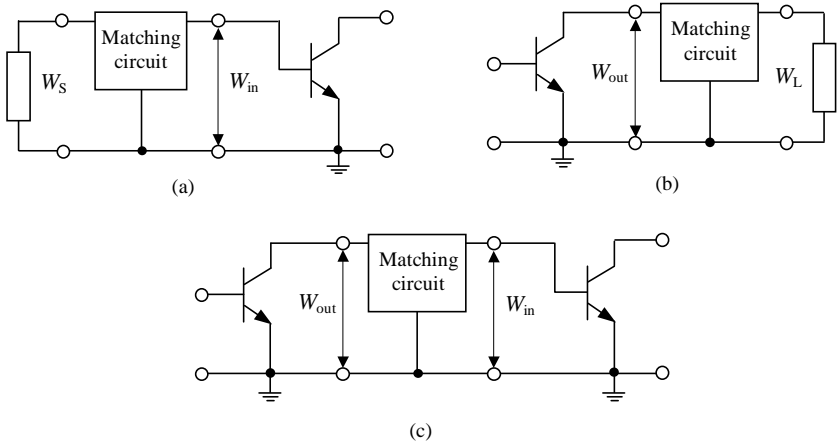 Matching
circuit
W_S
W_in
(a)
Matching
circuit
W_out
W_L
(b)
Matching
circuit
W_out
W_in
(c)